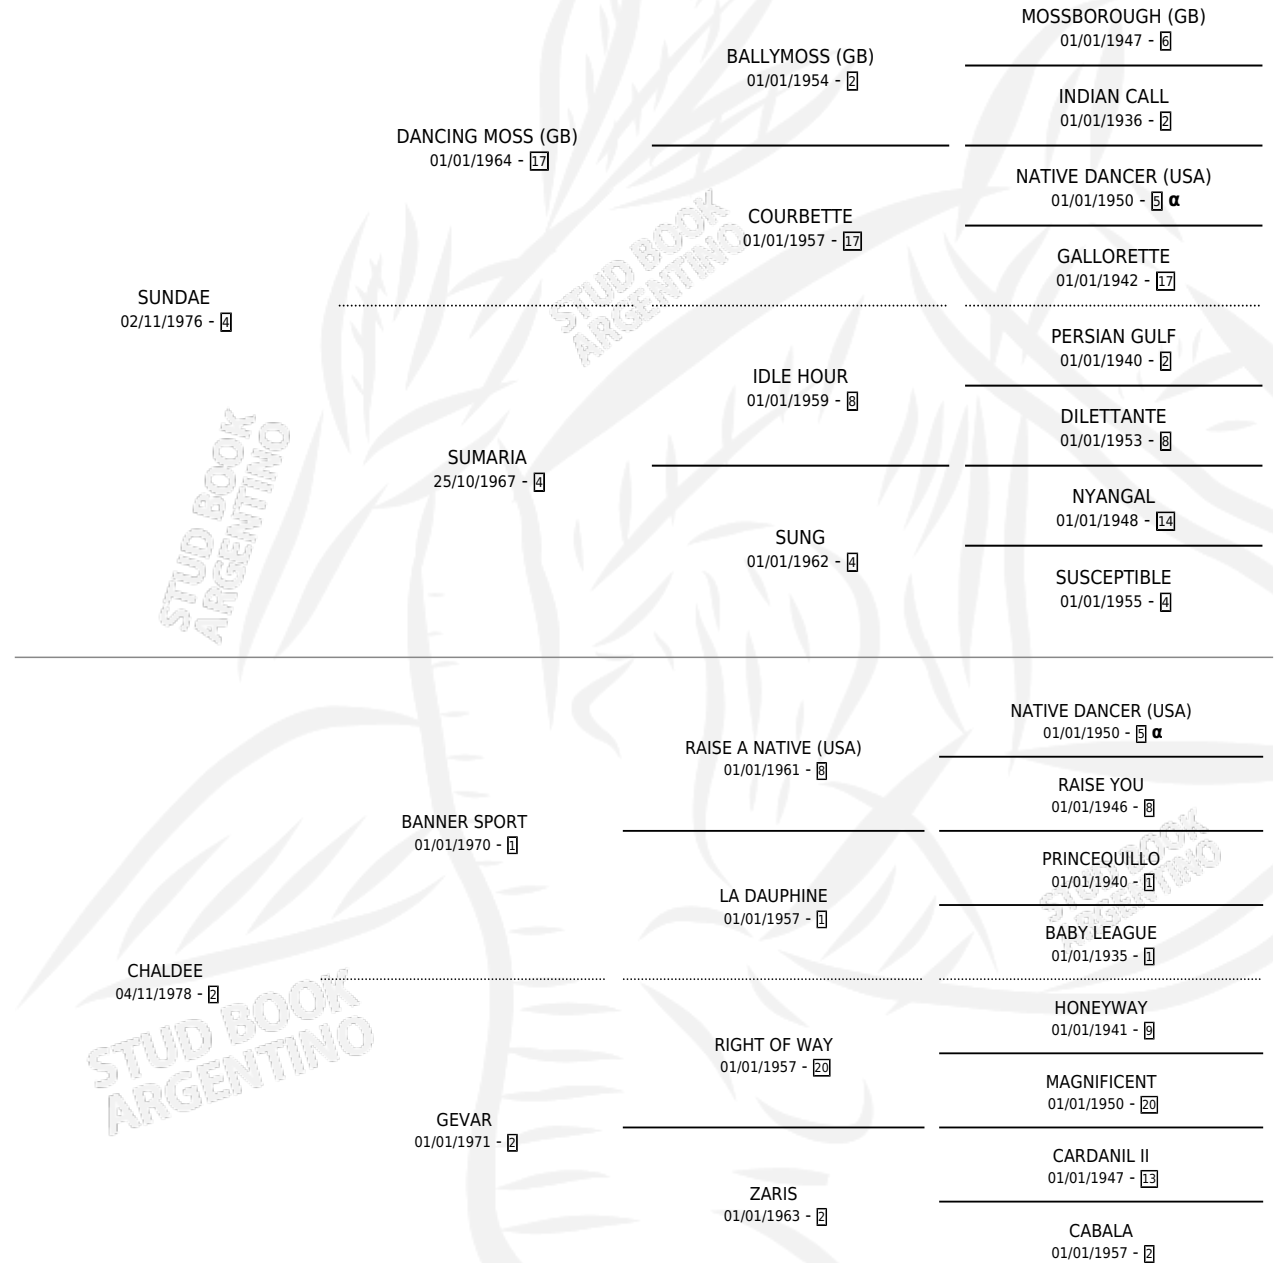 MOSSBOROUGH (GB)
01/01/1947 - 6
BALLYMOSS (GB)
01/01/1954 - 2
INDIAN CALL
01/01/1936 - 2
DANCING MOSS (GB)
01/01/1964 - 17
NATIVE DANCER (USA)
01/01/1950 - 5 α
COURBETTE
01/01/1957 - 17
GALLORETTE
01/01/1942 - 17
SUNDAE
02/11/1976 - 4
PERSIAN GULF
01/01/1940 - 2
IDLE HOUR
01/01/1959 - 8
DILETTANTE
01/01/1953 - 8
SUMARIA
25/10/1967 - 4
NYANGAL
01/01/1948 - 14
SUNG
01/01/1962 - 4
SUSCEPTIBLE
01/01/1955 - 4
STUD BOOK
ARGENTINO
STUD BOOK
ARGENTINO
NATIVE DANCER (USA)
01/01/1950 - 5 α
RAISE A NATIVE (USA)
01/01/1961 - 8
RAISE YOU
01/01/1946 - 8
BANNER SPORT
01/01/1970 - 1
PRINCEQUILLO
01/01/1940 - 1
LA DAUPHINE
01/01/1957 - 1
BABY LEAGUE
01/01/1935 - 1
CHALDEE
04/11/1978 - 2
HONEYWAY
01/01/1941 - 9
RIGHT OF WAY
01/01/1957 - 20
MAGNIFICENT
01/01/1950 - 20
GEVAR
01/01/1971 - 2
CARDANIL II
01/01/1947 - 13
ZARIS
01/01/1963 - 2
CABALA
01/01/1957 - 2
STUD BOOK
ARGENTINO
STUD BOOK
ARGENTINO